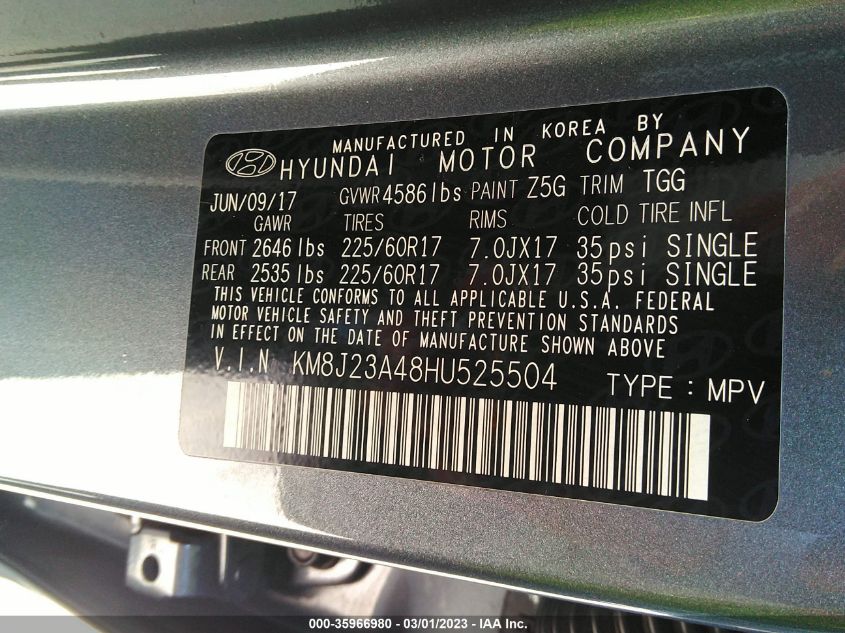 MANUFACTURED IN KOREA BY
HYUNDAI MOTOR COMPANY
JUN/09/17 GVWR 4586lbs PAINT Z5G TRIM TGG
GAWR TIRES RIMS COLD TIRE INFL
FRONT 2646 lbs 225/60R17 7.0JX17 35psi SINGLE
REAR 2535 lbs 225/60R17 7.0JX17 35psi SINGLE
THIS VEHICLE CONFORMS TO ALL APPLICABLE U.S.A. FEDERAL
MOTOR VEHICLE SAFETY AND THEFT PREVENTION STANDARDS
IN EFFECT ON THE DATE OF MANUFACTURE SHOWN ABOVE
V.I.N KM8J23A48HU525504 TYPE : MPV
000-35966980 - 03/01/2023 - IAA Inc.